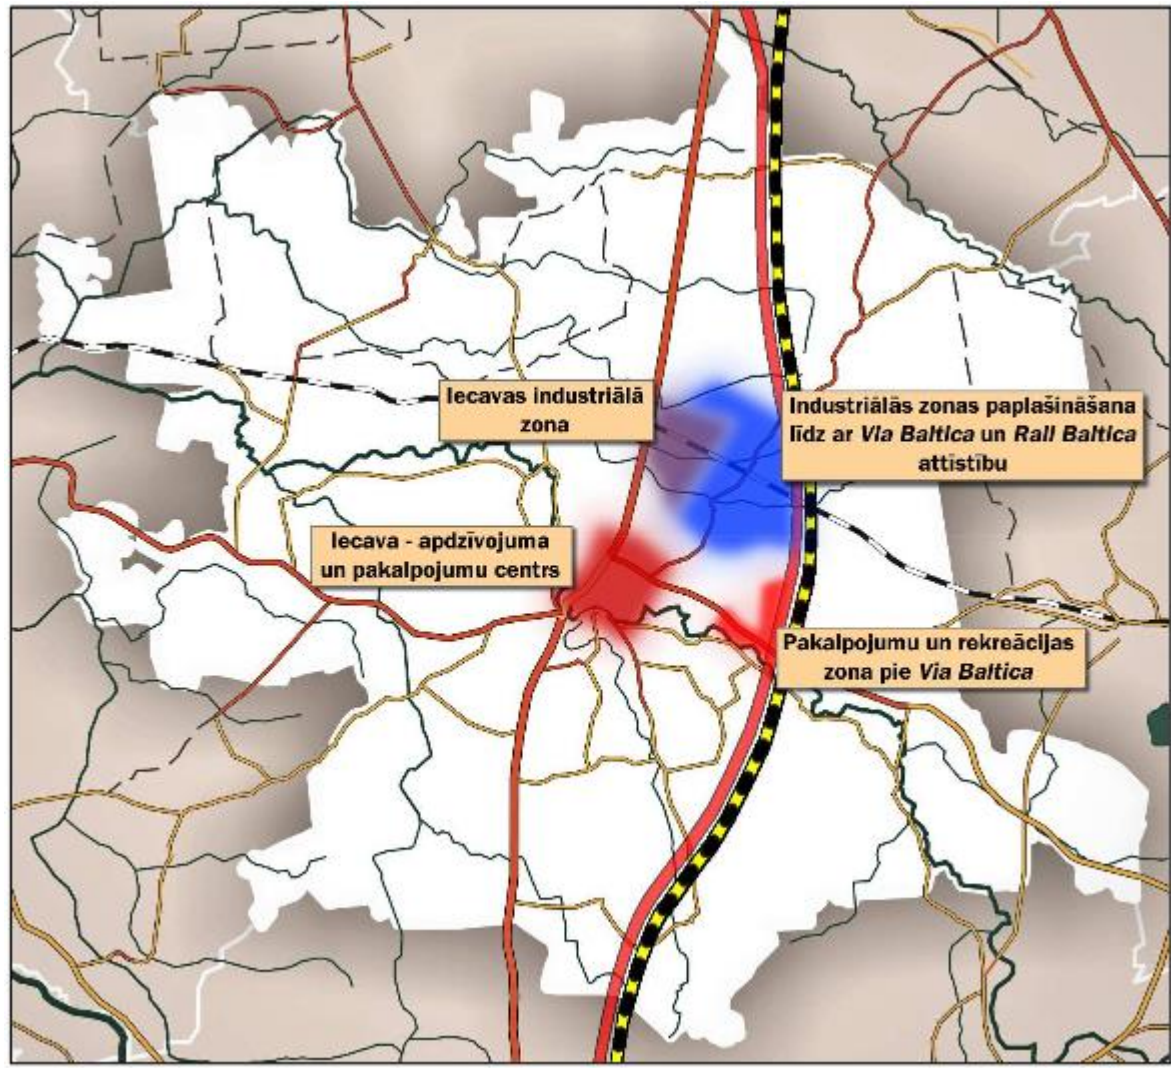 Iecavas industriālā
zona
Industriālās zonas paplašināšana
līdz ar Via Baltica un Rail Baltica
attīstību
Iecava - apdzīvojuma
un pakalpojumu centrs
Pakalpojumu un rekreācijas
zona pie Via Baltica